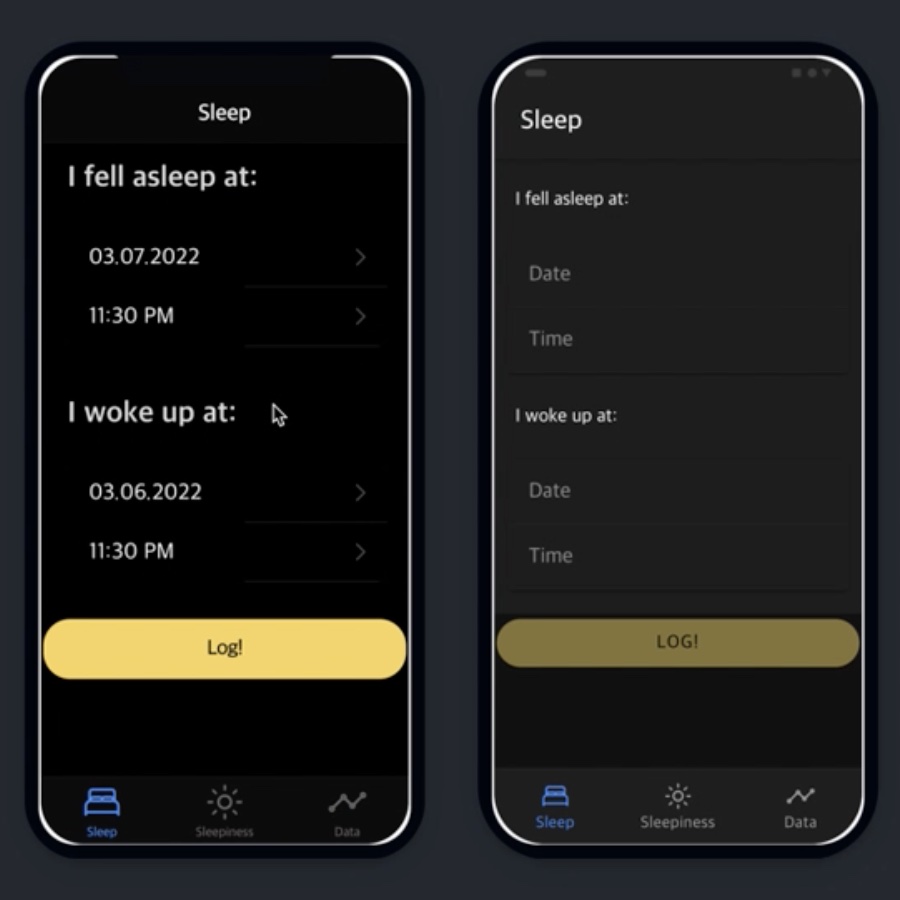 Sleep
I fell asleep at:
03.07.2022
11:30 PM
I woke up at:
03.06.2022
11:30 PM
Log!
Sleep Sleepiness Data
Sleep
I fell asleep at:
Date
Time
I woke up at:
Date
Time
LOG!
Sleep Sleepiness Data